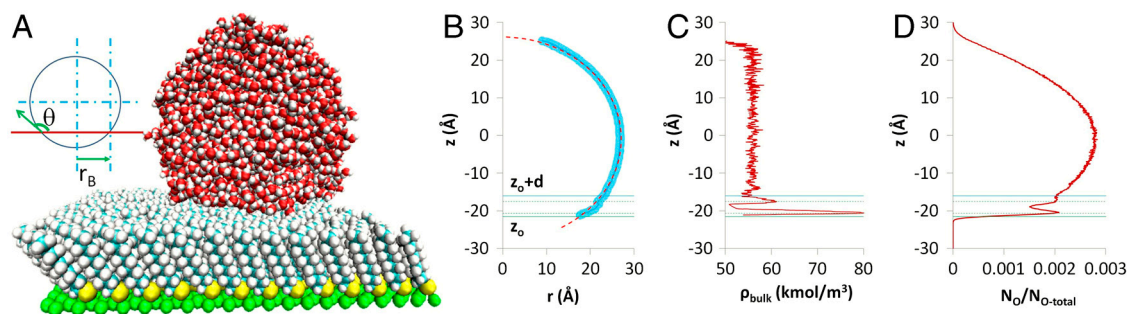 A
θ
r_B
B
30
20
10
0
-10
-20
-30
z (Å)
z_o+d
z_o
0
10
20
30
r (Å)
C
30
20
10
0
-10
-20
-30
z (Å)
50
60
70
80
ρ_bulk (kmol/m³)
D
30
20
10
0
-10
-20
-30
z (Å)
0
0.001
0.002
0.003
N_O/N_O-total